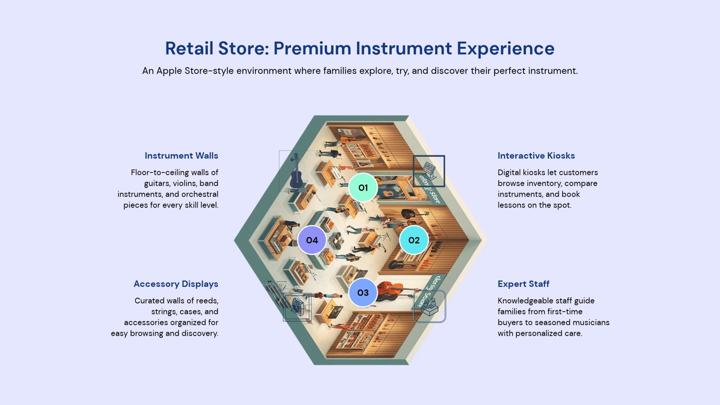 Retail Store: Premium Instrument Experience
An Apple Store-style environment where families explore, try, and discover their perfect instrument.
Instrument Walls
Floor-to-ceiling walls of
guitars, violins, band
instruments, and orchestral
pieces for every skill level.
Interactive Kiosks
Digital kiosks let customers
browse inventory, compare
instruments, and book
lessons on the spot.
01
04
02
03
Accessory Displays
Curated walls of reeds,
strings, cases, and
accessories organized for
easy browsing and discovery.
Expert Staff
Knowledgeable staff guide
families from first-time
buyers to seasoned musicians
with personalized care.